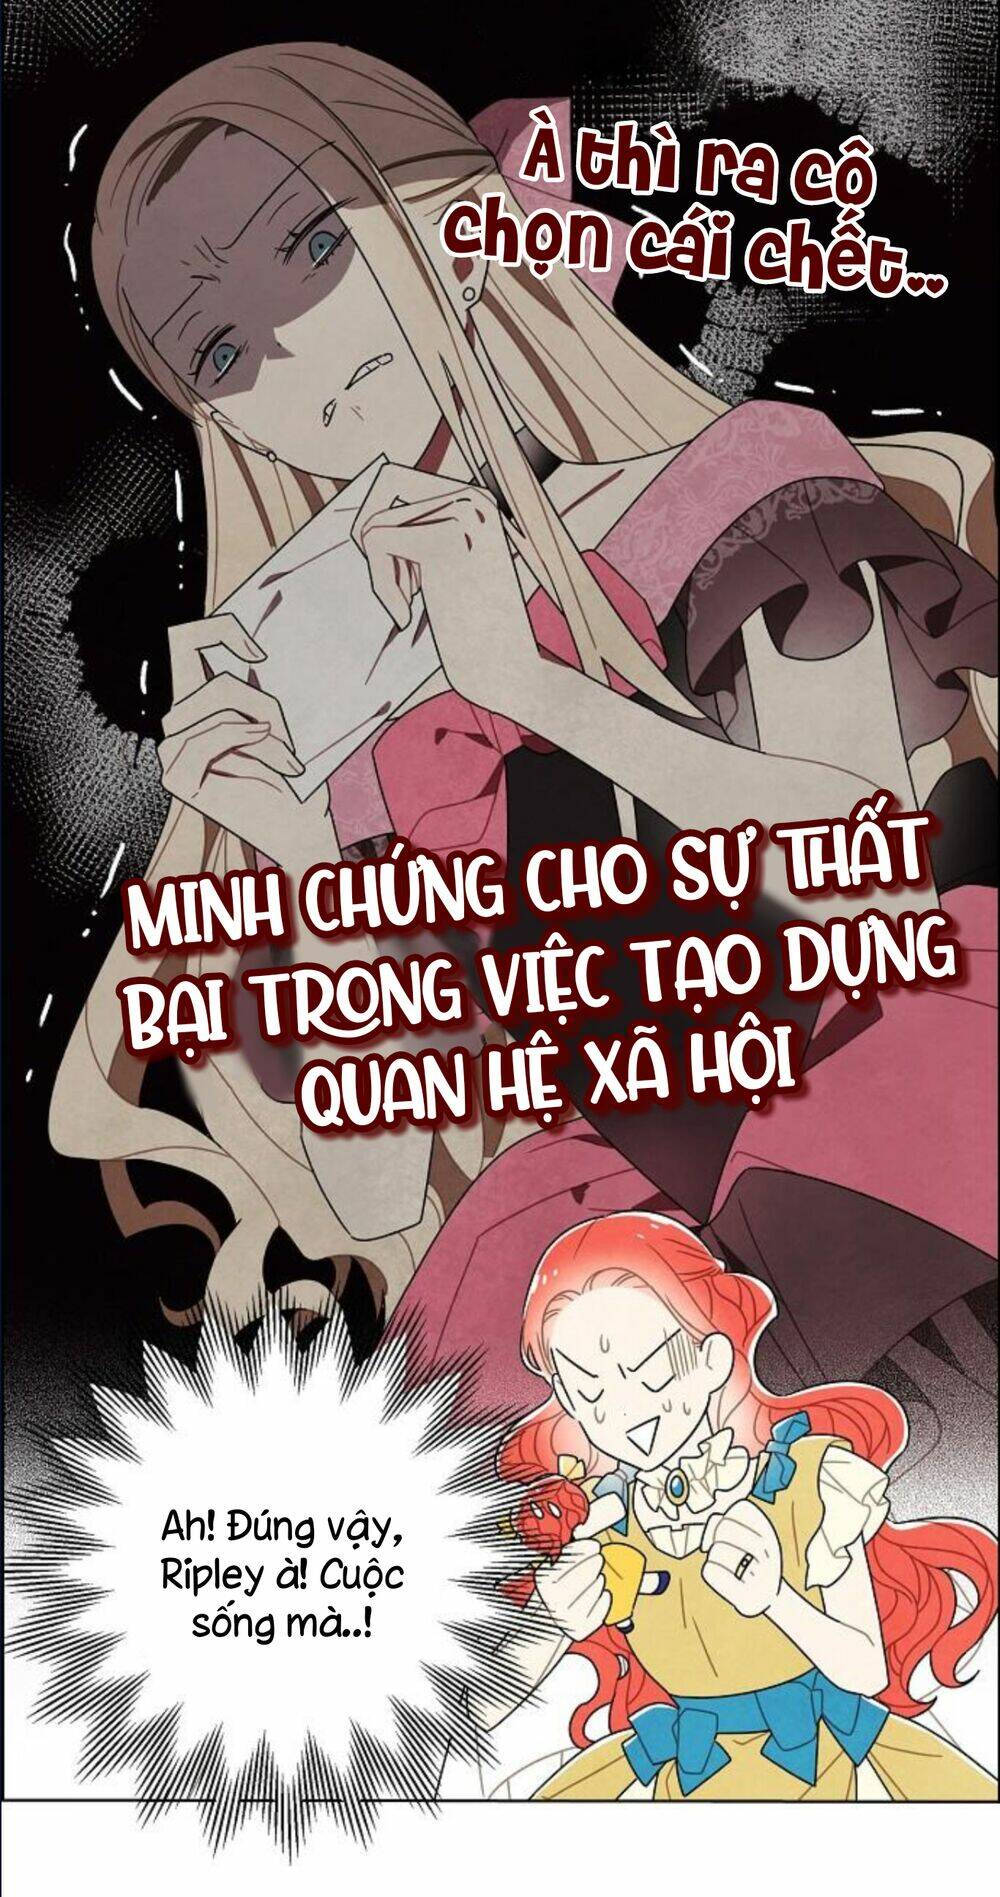 À thì ra cô
chọn cái chết...
MINH CHỨNG CHO SỰ THẤT
BẠI TRONG VIỆC TẠO DỰNG
QUAN HỆ XÃ HỘI
Ah! Đúng vậy,
Ripley à! Cuộc
sống mà..!